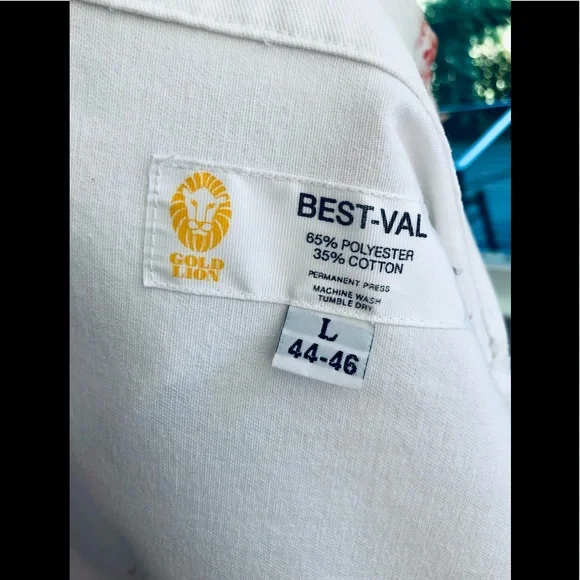 GOLD
LION
BEST-VAL
65% POLYESTER
35% COTTON
PERMANENT PRESS
MACHINE WASH
TUMBLE DRY
L
44-46